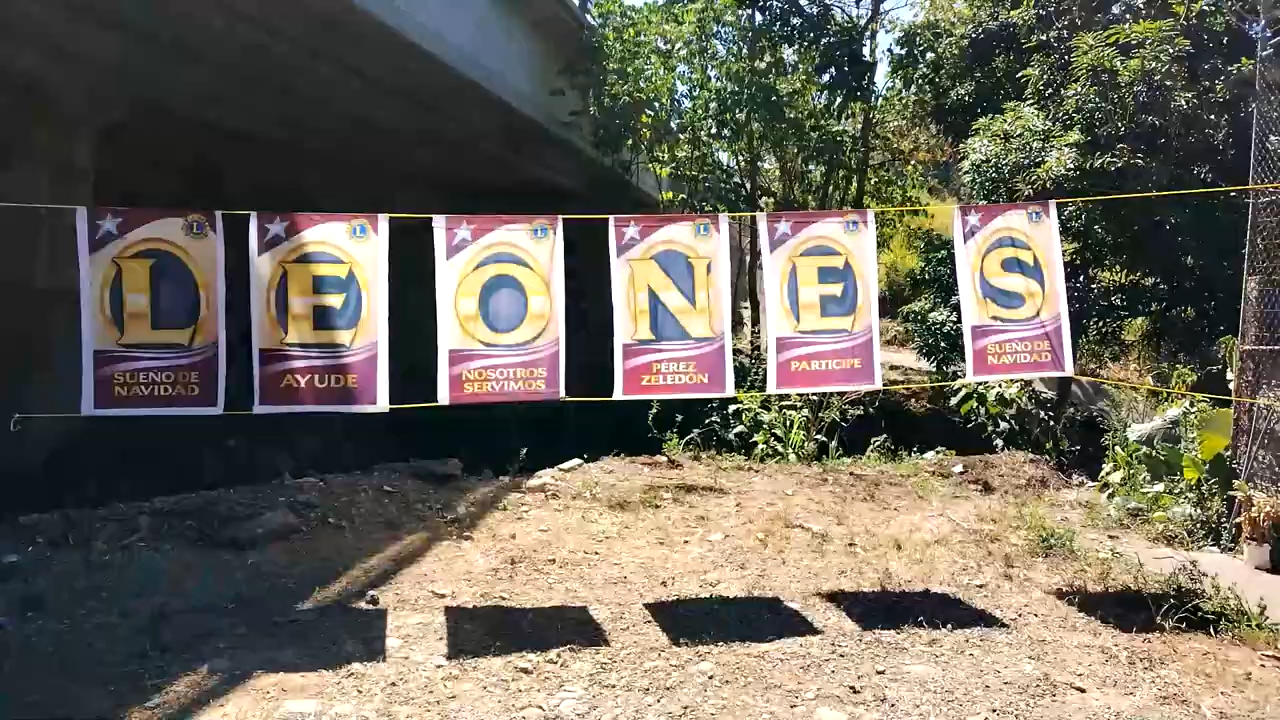 L
SUEÑO DE
NAVIDAD
E
AYUDE
O
NOSOTROS
SERVIMOS
N
PÉREZ
ZELEDÓN
E
PARTICIPE
S
SUEÑO DE
NAVIDAD